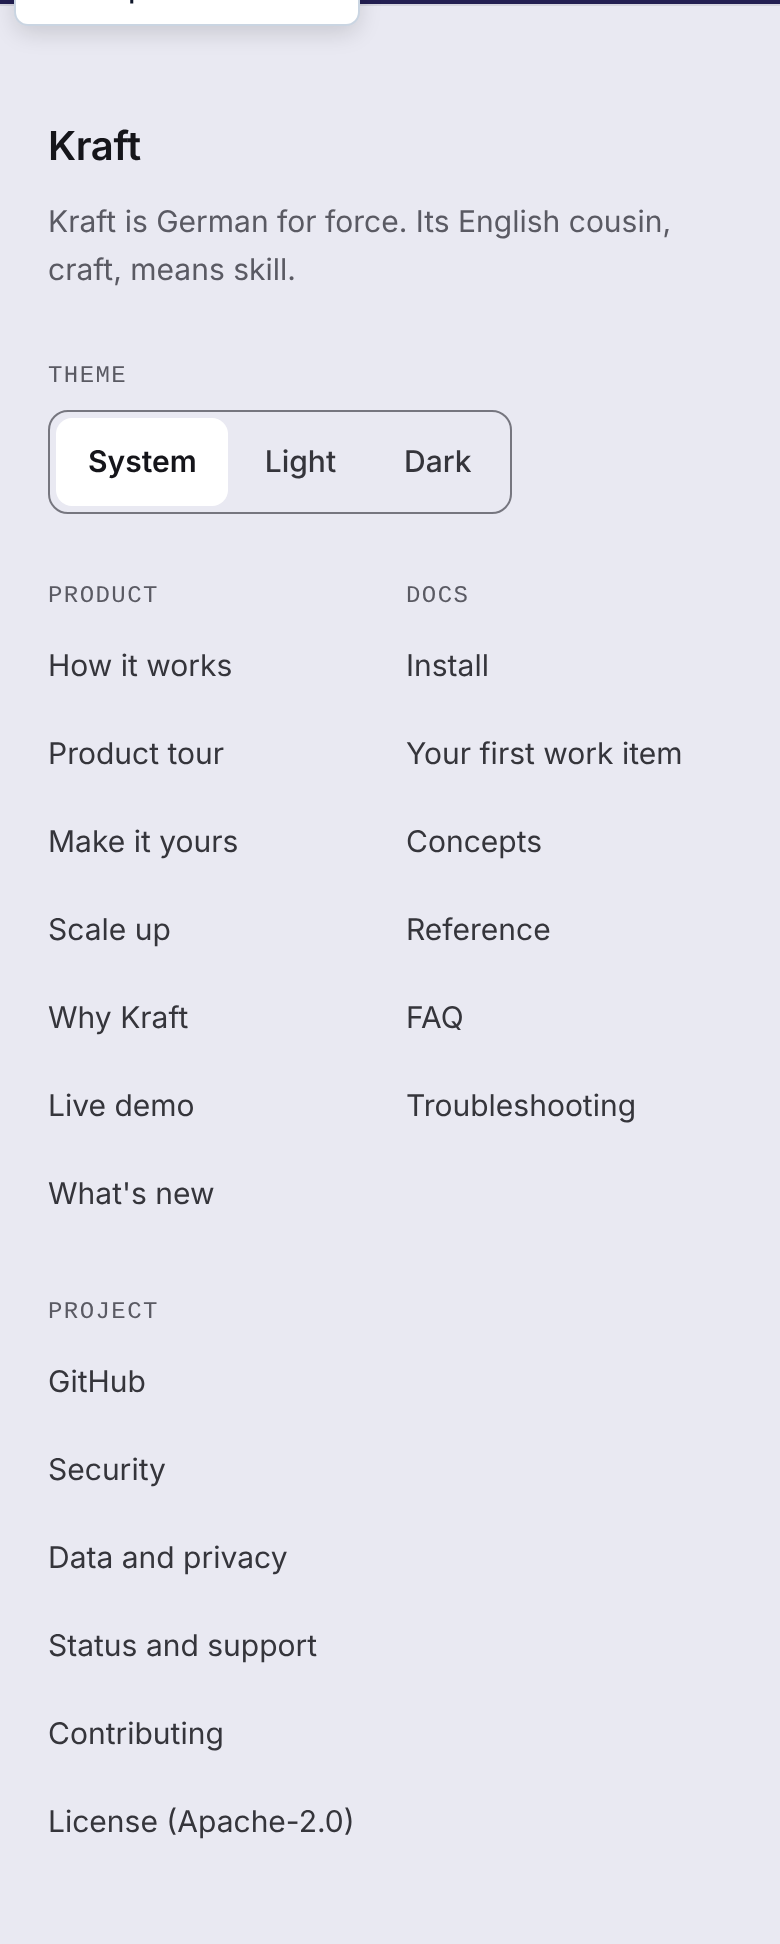 Kraft
Kraft is German for force. Its English cousin,
craft, means skill.
THEME
System Light Dark
PRODUCT
How it works
Product tour
Make it yours
Scale up
Why Kraft
Live demo
What's new
DOCS
Install
Your first work item
Concepts
Reference
FAQ
Troubleshooting
PROJECT
GitHub
Security
Data and privacy
Status and support
Contributing
License (Apache-2.0)